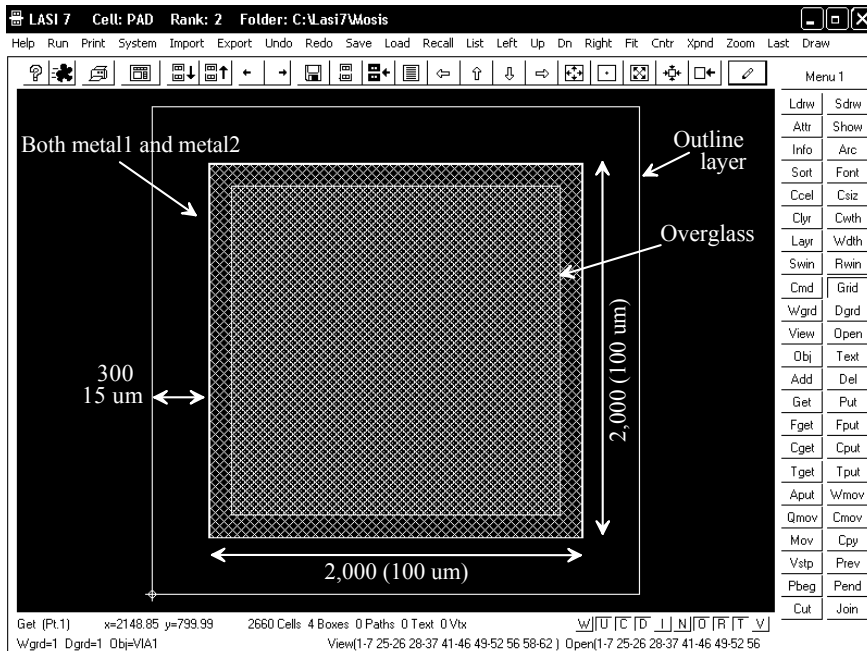 LASI 7 Cell: PAD Rank: 2 Folder: C:\Lasi7\Mosis
Help Run Print System Import Export Undo Redo Save Load Recall List Left Up Dn Right Fit Cntr Xpnd Zoom Last Draw
Menu 1
Ldrw Sdrw
Attr Show
Info Arc
Sort Font
Ccel Csiz
Clyr Cwth
Layr Wdth
Swin Rwin
Cmd Grid
Wgrd Dgrd
View Open
Obj Text
Add Del
Get Put
Fget Fput
Cget Cput
Tget Tput
Aput Wmov
Qmov Cmov
Mov Cpy
Vstp Prev
Pbeg Pend
Cut Join
Both metal1 and metal2
Outline
layer
Overglass
300
15 um
2,000 (100 um)
2,000 (100 um)
Get (Pt.1) x=2148.85 y=799.99 2660 Cells 4 Boxes 0 Paths 0 Text 0 Vtx W U C D I N O R T V
Wgrd=1 Dgrd=1 Obj=VIA1 View(1-7 25-26 28-37 41-46 49-52 56 58-62 ) Open(1-7 25-26 28-37 41-46 49-52 56